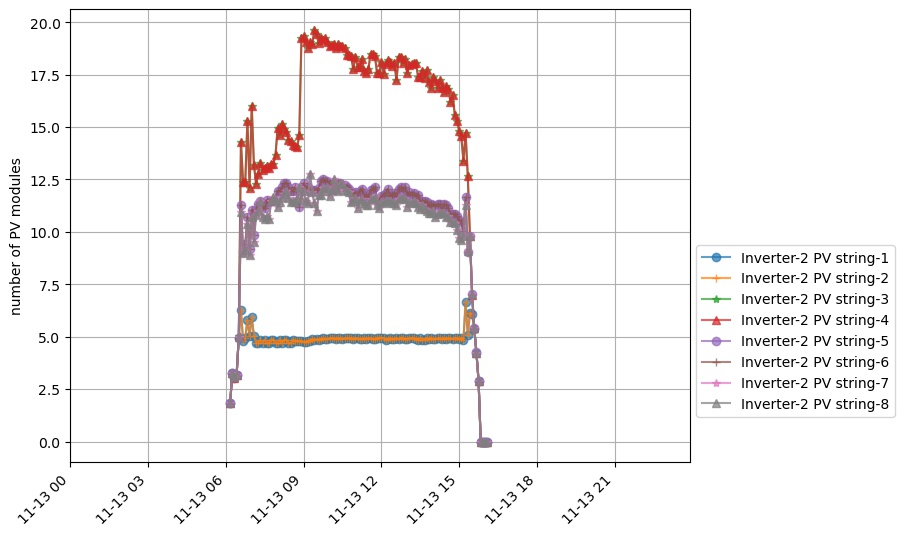 20.0
17.5
15.0
12.5
10.0
7.5
5.0
2.5
0.0
number of PV modules
11-13 00
11-13 03
11-13 06
11-13 09
11-13 12
11-13 15
11-13 18
11-13 21
Inverter-2 PV string-1
Inverter-2 PV string-2
Inverter-2 PV string-3
Inverter-2 PV string-4
Inverter-2 PV string-5
Inverter-2 PV string-6
Inverter-2 PV string-7
Inverter-2 PV string-8